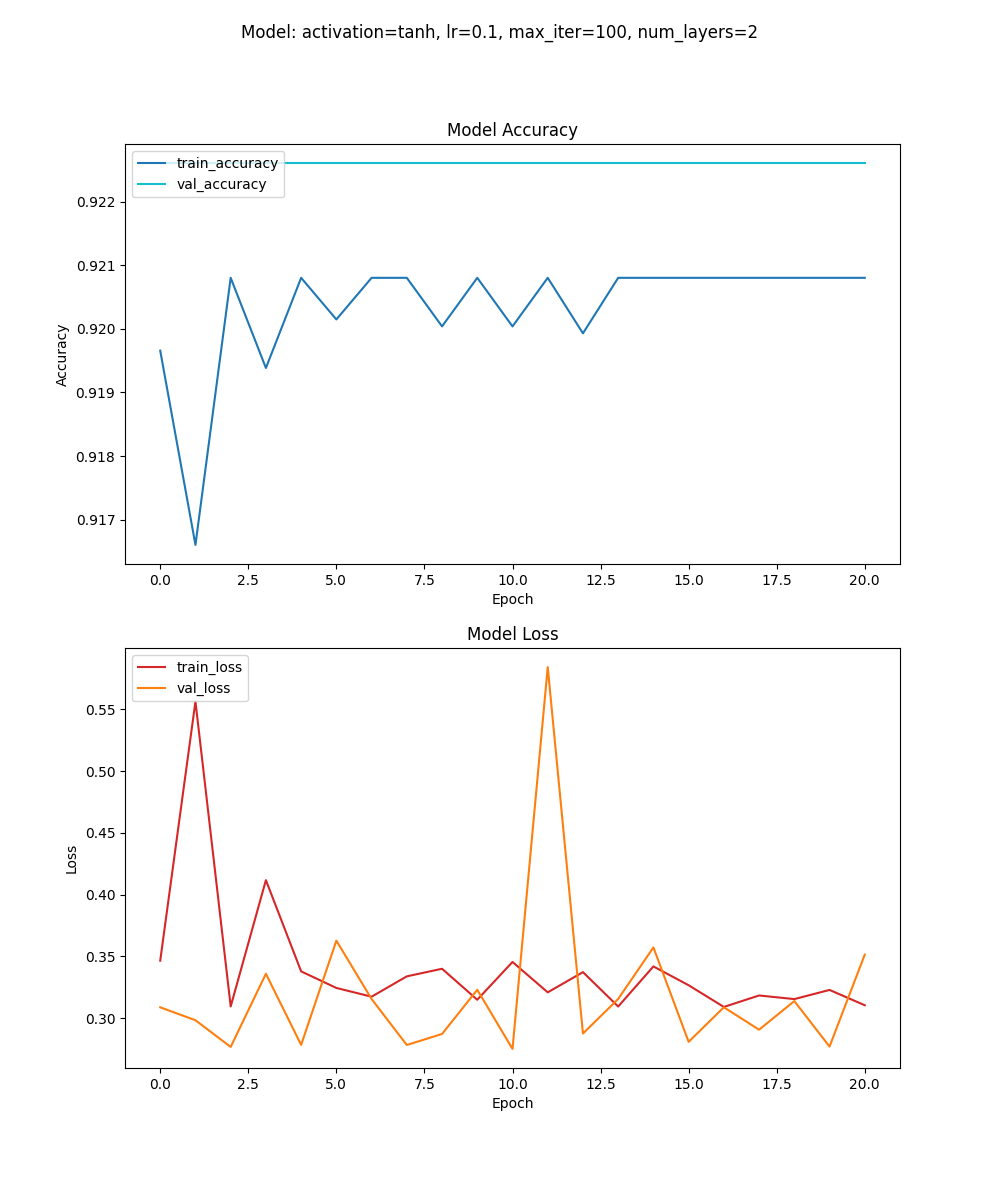 Model: activation=tanh, lr=0.1, max_iter=100, num_layers=2
Model Accuracy
train_accuracy
val_accuracy
0.922
0.921
0.920
0.919
0.918
0.917
Accuracy
0.0 2.5 5.0 7.5 10.0 12.5 15.0 17.5 20.0
Epoch
Model Loss
train_loss
val_loss
0.55
0.50
0.45
0.40
0.35
0.30
Loss
0.0 2.5 5.0 7.5 10.0 12.5 15.0 17.5 20.0
Epoch